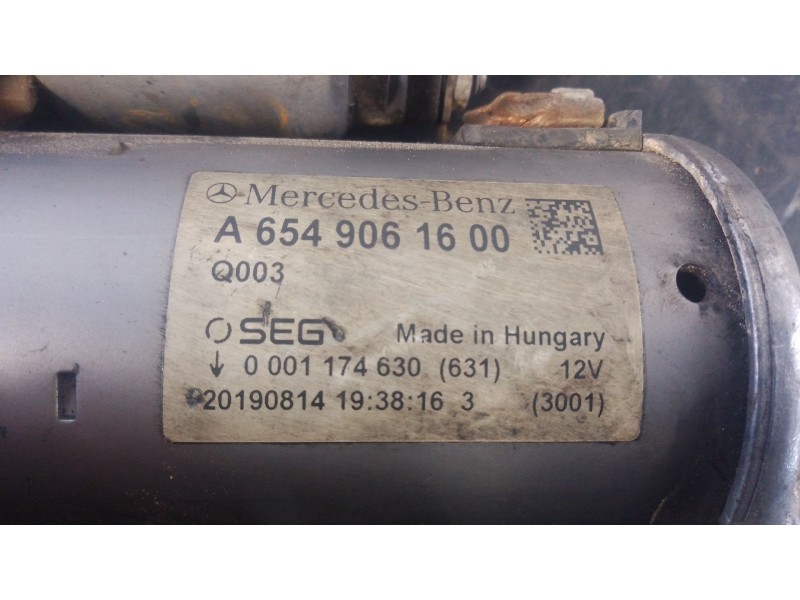 Mercedes-Benz
A 654 906 16 00
Q003
SEG Made in Hungary
↓ 0 001 174 630 (631) 12V
20190814 19:38:16 3 (3001)